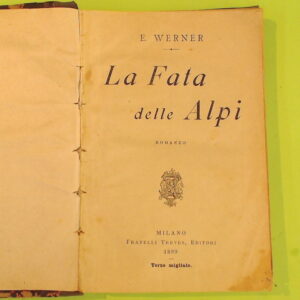 E. WERNER
La Fata
delle Alpi
ROMANZO
MILANO
FRATELLI TREVES, EDITORI
1899
Terzo migliaio.